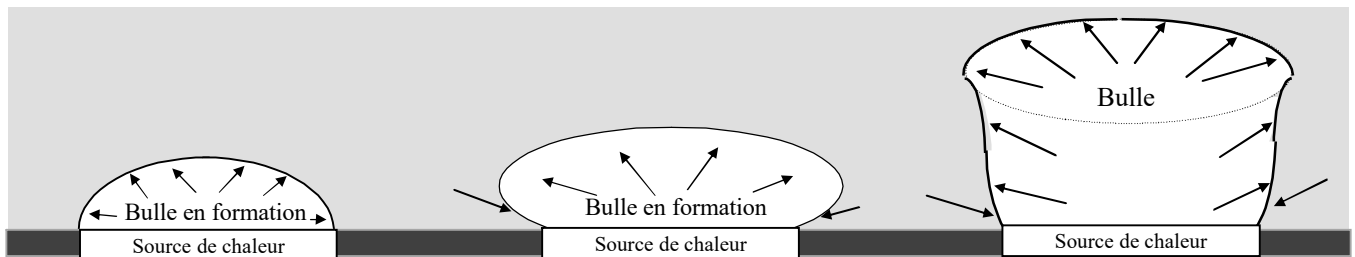 Bulle en formation
Source de chaleur
Bulle en formation
Source de chaleur
Bulle
Source de chaleur